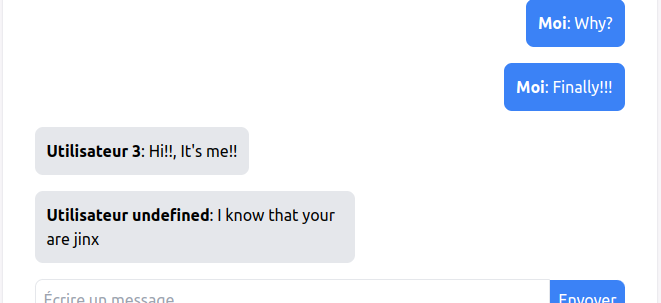 Moi: Why?
Moi: Finally!!!
Utilisateur 3: Hi!!, It's me!!
Utilisateur undefined: I know that your
are jinx
Écrire un message
Envoyer